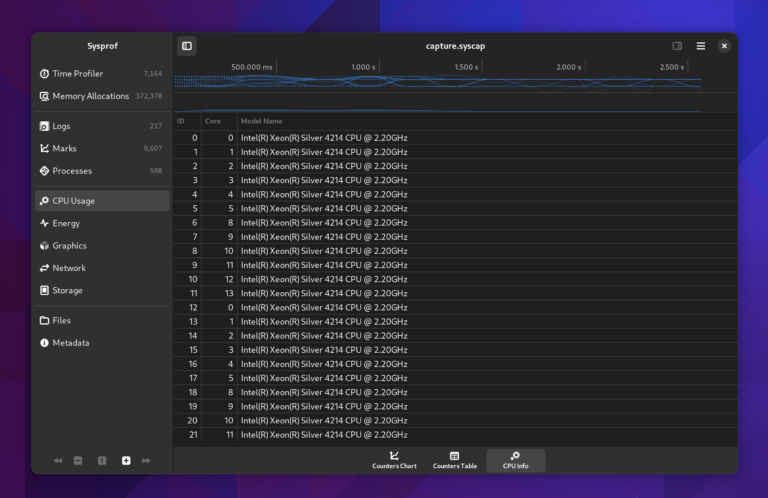 Sysprof
capture.syscap
Time Profiler 7,164
Memory Allocations 372,378
Logs 217
Marks 9,607
Processes 598
CPU Usage
Energy
Graphics
Network
Storage
Files
Metadata
500.000 ms 1.000 s 1.500 s 2.000 s 2.500 s
ID Core Model Name
0 0 Intel(R) Xeon(R) Silver 4214 CPU @ 2.20GHz
1 1 Intel(R) Xeon(R) Silver 4214 CPU @ 2.20GHz
2 2 Intel(R) Xeon(R) Silver 4214 CPU @ 2.20GHz
3 3 Intel(R) Xeon(R) Silver 4214 CPU @ 2.20GHz
4 4 Intel(R) Xeon(R) Silver 4214 CPU @ 2.20GHz
5 5 Intel(R) Xeon(R) Silver 4214 CPU @ 2.20GHz
6 8 Intel(R) Xeon(R) Silver 4214 CPU @ 2.20GHz
7 9 Intel(R) Xeon(R) Silver 4214 CPU @ 2.20GHz
8 10 Intel(R) Xeon(R) Silver 4214 CPU @ 2.20GHz
9 11 Intel(R) Xeon(R) Silver 4214 CPU @ 2.20GHz
10 12 Intel(R) Xeon(R) Silver 4214 CPU @ 2.20GHz
11 13 Intel(R) Xeon(R) Silver 4214 CPU @ 2.20GHz
12 0 Intel(R) Xeon(R) Silver 4214 CPU @ 2.20GHz
13 1 Intel(R) Xeon(R) Silver 4214 CPU @ 2.20GHz
14 2 Intel(R) Xeon(R) Silver 4214 CPU @ 2.20GHz
15 3 Intel(R) Xeon(R) Silver 4214 CPU @ 2.20GHz
16 4 Intel(R) Xeon(R) Silver 4214 CPU @ 2.20GHz
17 5 Intel(R) Xeon(R) Silver 4214 CPU @ 2.20GHz
18 8 Intel(R) Xeon(R) Silver 4214 CPU @ 2.20GHz
19 9 Intel(R) Xeon(R) Silver 4214 CPU @ 2.20GHz
20 10 Intel(R) Xeon(R) Silver 4214 CPU @ 2.20GHz
21 11 Intel(R) Xeon(R) Silver 4214 CPU @ 2.20GHz
Counters Chart Counters Table CPU Info